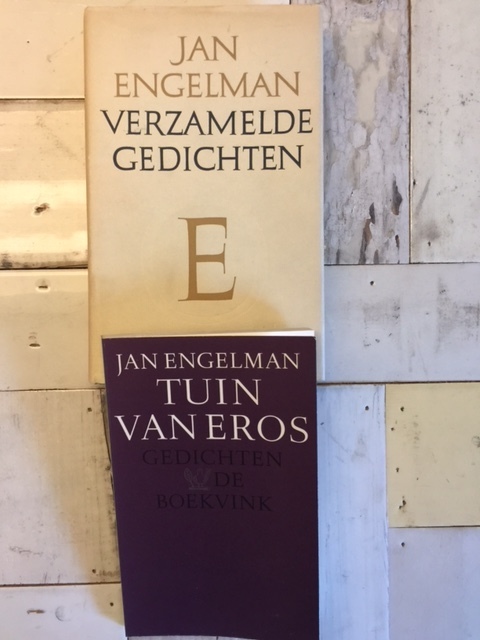 JAN
ENGELMAN
VERZAMELDE
GEDICHTEN
E
JAN ENGELMAN
TUIN
VAN EROS
GEDICHTEN
DE
BOEKVINK